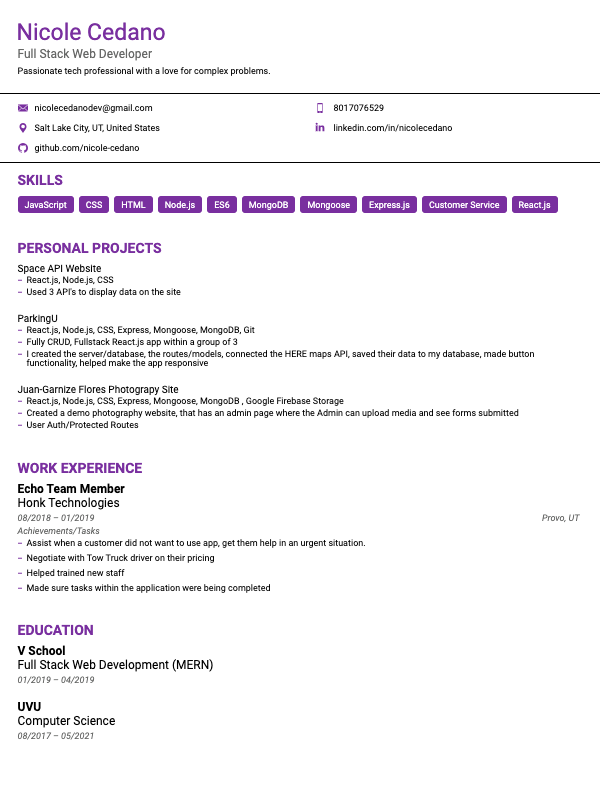 Nicole Cedano
Full Stack Web Developer
Passionate tech professional with a love for complex problems.
nicolecedanodev@gmail.com
8017076529
Salt Lake City, UT, United States
linkedin.com/in/nicolecedano
github.com/nicole-cedano
SKILLS
JavaScript CSS HTML Node.js ES6 MongoDB Mongoose Express.js Customer Service React.js
PERSONAL PROJECTS
Space API Website
– React.js, Node.js, CSS
– Used 3 API's to display data on the site
ParkingU
– React.js, Node.js, CSS, Express, Mongoose, MongoDB, Git
– Fully CRUD, Fullstack React.js app within a group of 3
– I created the server/database, the routes/models, connected the HERE maps API, saved their data to my database, made button
functionality, helped make the app responsive
Juan-Garnize Flores Photograpy Site
– React.js, Node.js, CSS, Express, Mongoose, MongoDB , Google Firebase Storage
– Created a demo photography website, that has an admin page where the Admin can upload media and see forms submitted
– User Auth/Protected Routes
WORK EXPERIENCE
Echo Team Member
Honk Technologies
08/2018 – 01/2019 Provo, UT
Achievements/Tasks
– Assist when a customer did not want to use app, get them help in an urgent situation.
– Negotiate with Tow Truck driver on their pricing
– Helped trained new staff
– Made sure tasks within the application were being completed
EDUCATION
V School
Full Stack Web Development (MERN)
01/2019 – 04/2019
UVU
Computer Science
08/2017 – 05/2021